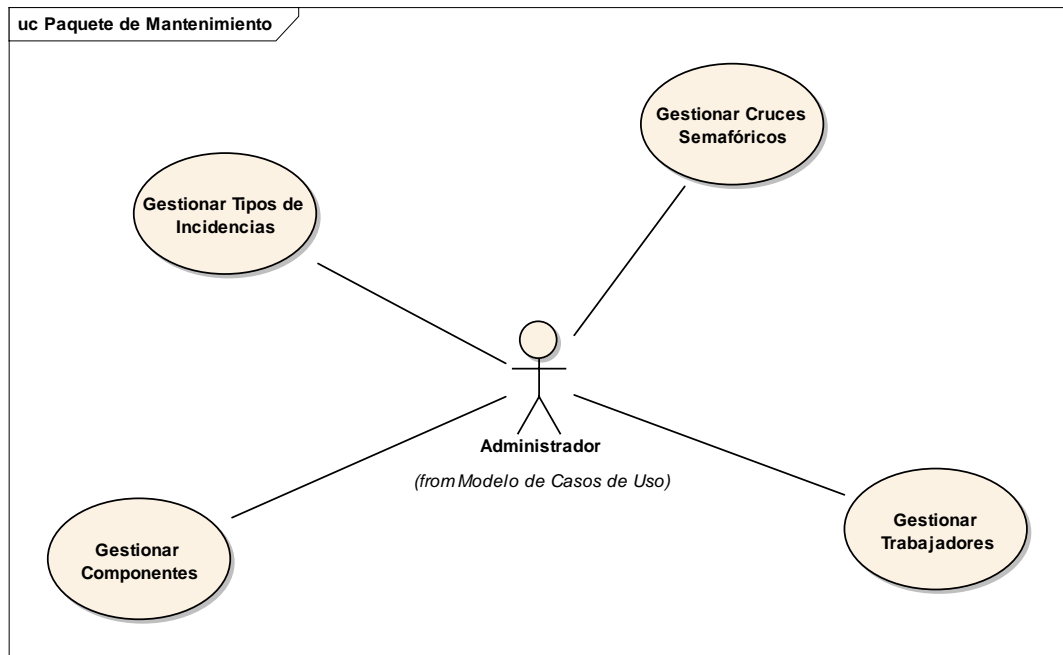 uc Paquete de Mantenimiento
Gestionar Cruces
Semafóricos
Gestionar Tipos de
Incidencias
Administrador
(from Modelo de Casos de Uso)
Gestionar
Trabajadores
Gestionar
Componentes